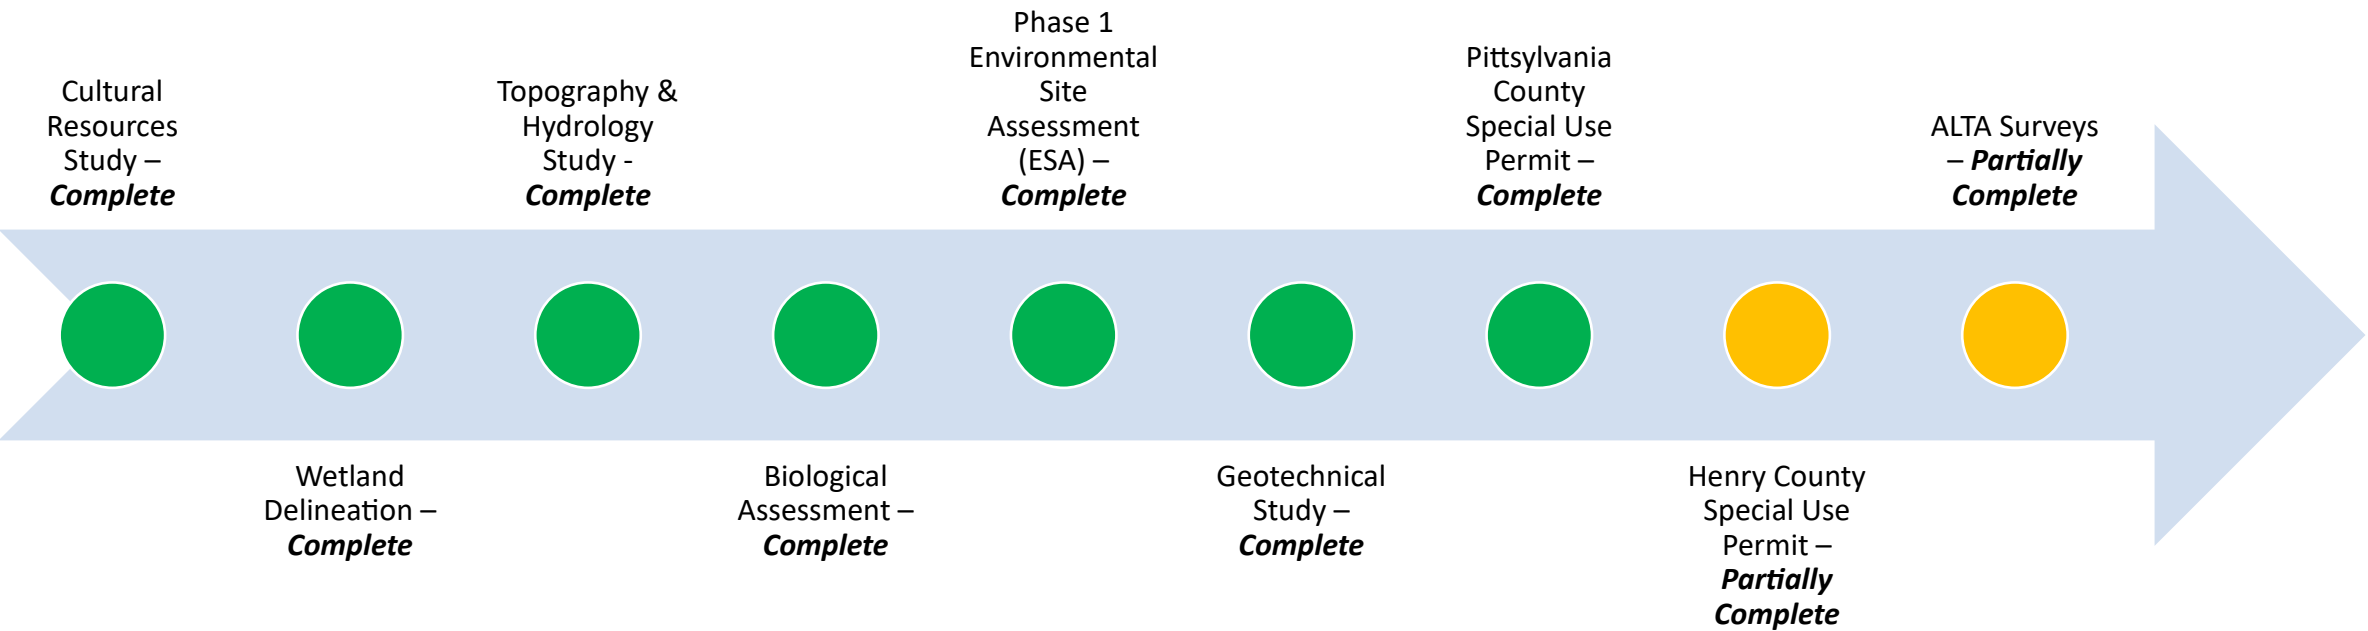 Cultural
Resources
Study –
Complete
Wetland
Delineation –
Complete
Topography &
Hydrology
Study -
Complete
Biological
Assessment –
Complete
Phase 1
Environmental
Site
Assessment
(ESA) –
Complete
Geotechnical
Study –
Complete
Pittsylvania
County
Special Use
Permit –
Complete
Henry County
Special Use
Permit –
Partially
Complete
ALTA Surveys
– Partially
Complete